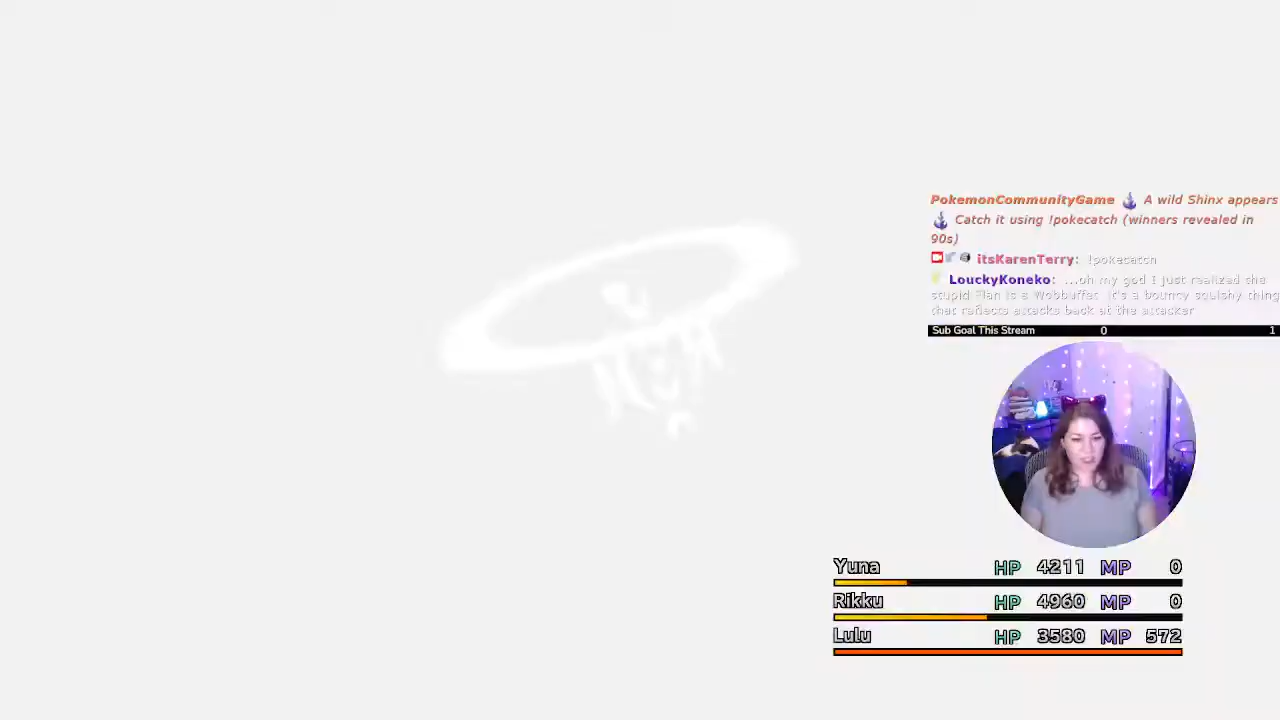 PokemonCommunityGame A wild Shinx appears
Catch it using !pokecatch (winners revealed in
90s)
itsKarenTerry: !pokecatch
LouckyKoneko: ...oh my god I just realized the
stupid Flan is a Wobbuffet It's a bouncy squishy thing
that reflects attacks back at the attacker
Sub Goal This Stream 0 1
Yuna HP 4211 MP 0
Rikku HP 4960 MP 0
Lulu HP 3580 MP 572